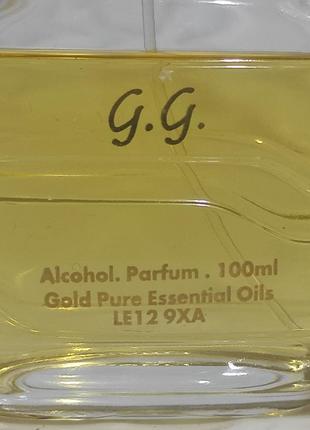 G.G.
Alcohol. Parfum . 100ml
Gold Pure Essential Oils
LE12 9XA